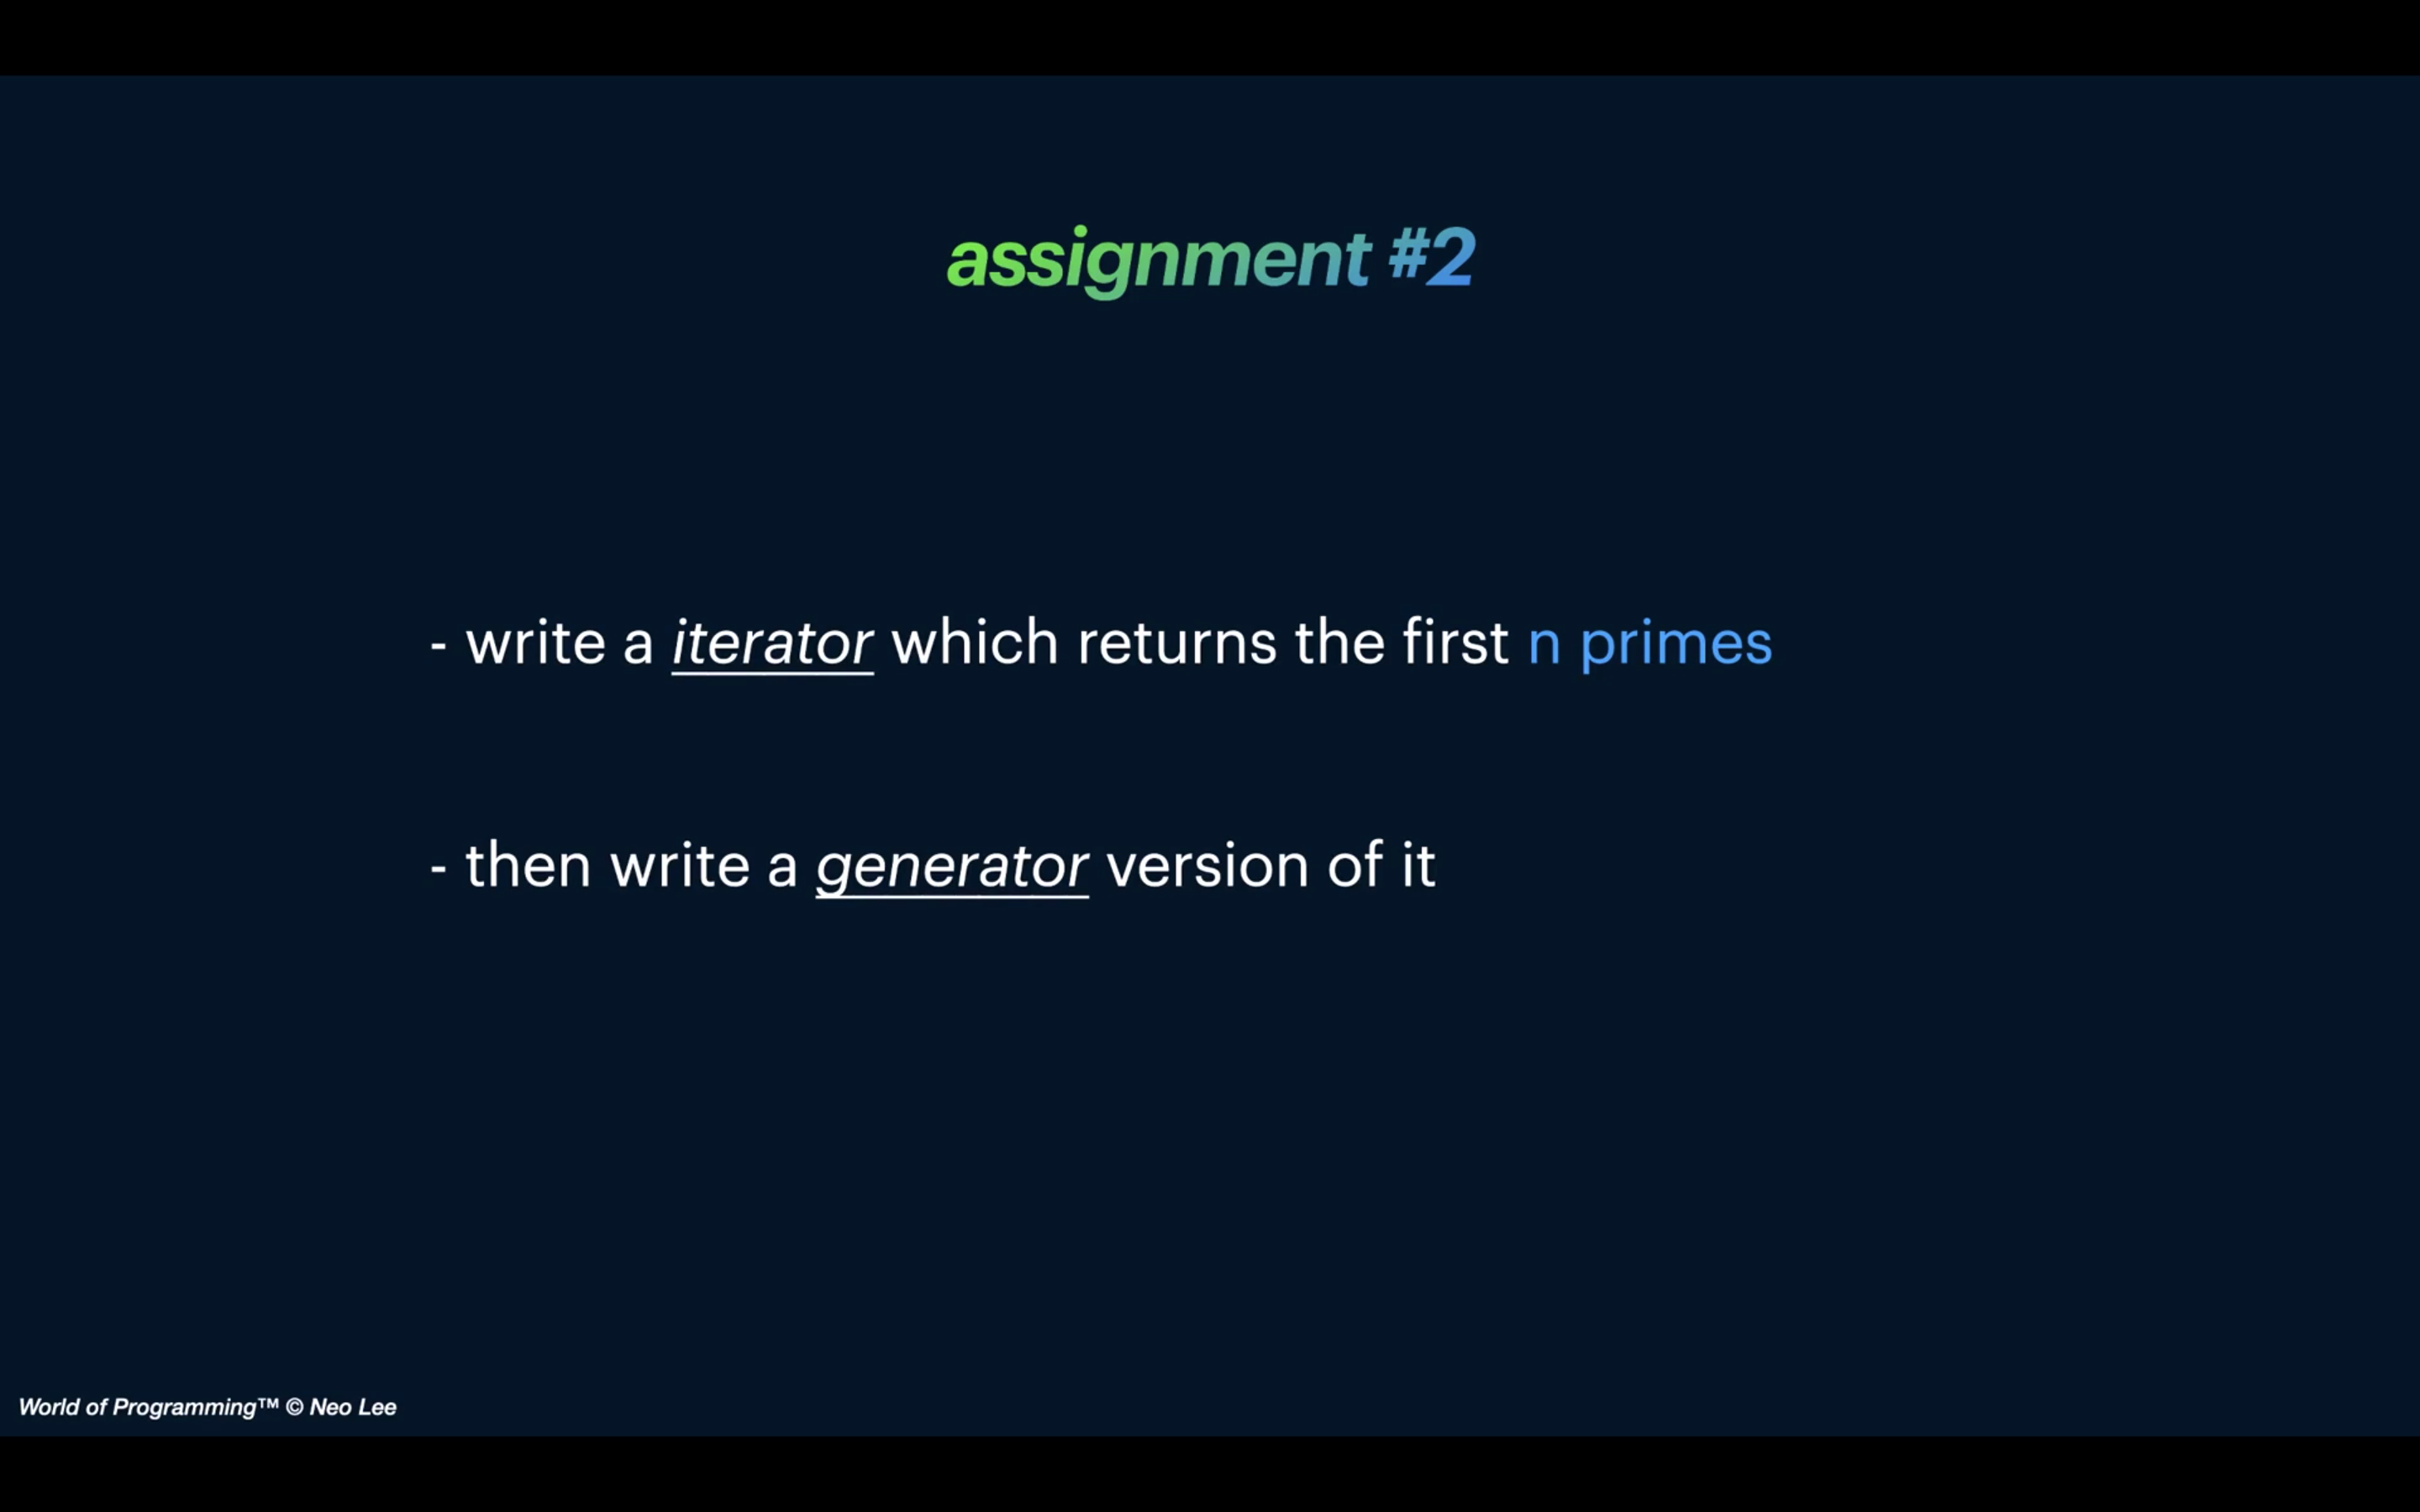 assignment #2
- write a iterator which returns the first n primes
- then write a generator version of it
World of Programming™ © Neo Lee